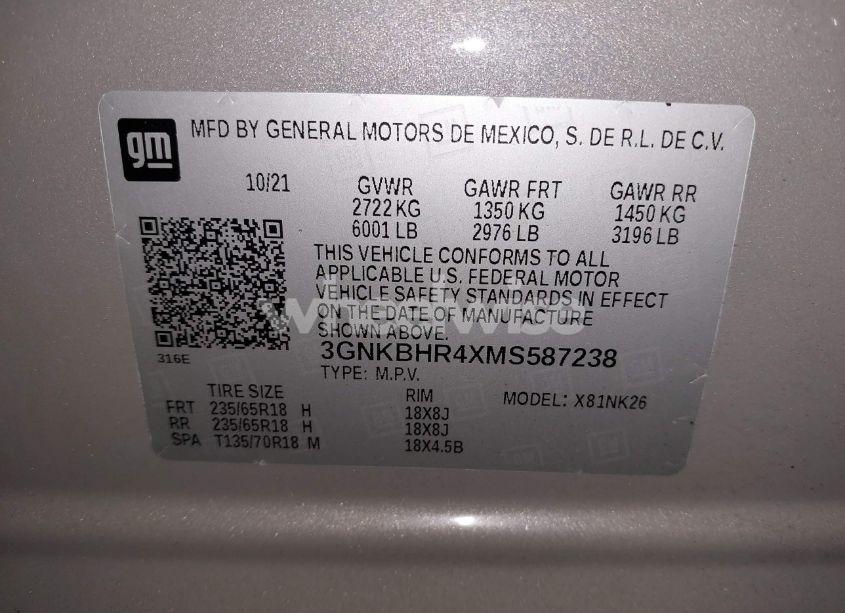 gm
MFD BY GENERAL MOTORS DE MEXICO, S. DE R.L. DE C.V.
10/21 GVWR GAWR FRT GAWR RR
2722 KG 1350 KG 1450 KG
6001 LB 2976 LB 3196 LB
THIS VEHICLE CONFORMS TO ALL
APPLICABLE U.S. FEDERAL MOTOR
VEHICLE SAFETY STANDARDS IN EFFECT
ON THE DATE OF MANUFACTURE
SHOWN ABOVE.
3GNKBHR4XMS587238
316E
TYPE: M.P.V.
TIRE SIZE RIM MODEL: X81NK26
FRT 235/65R18 H 18X8J
RR 235/65R18 H 18X8J
SPA T135/70R18 M 18X4.5B